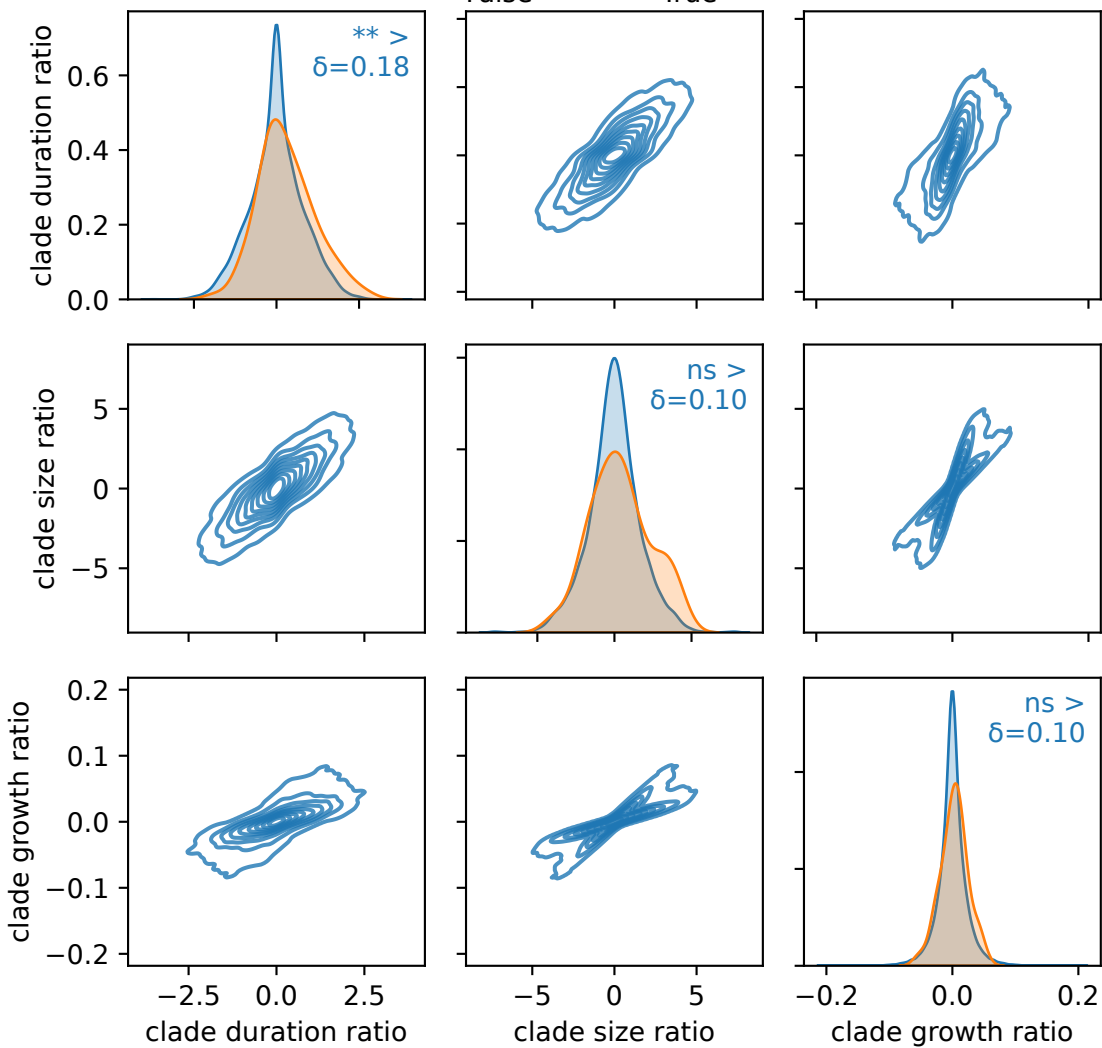 False True
clade duration ratio
0.6
0.4
0.2
0.0
** >
δ=0.18
clade size ratio
5
0
−5
ns >
δ=0.10
clade growth ratio
0.2
0.1
0.0
−0.1
−0.2
ns >
δ=0.10
−2.5 0.0 2.5
−5 0 5
−0.2 0.0 0.2
clade duration ratio
clade size ratio
clade growth ratio